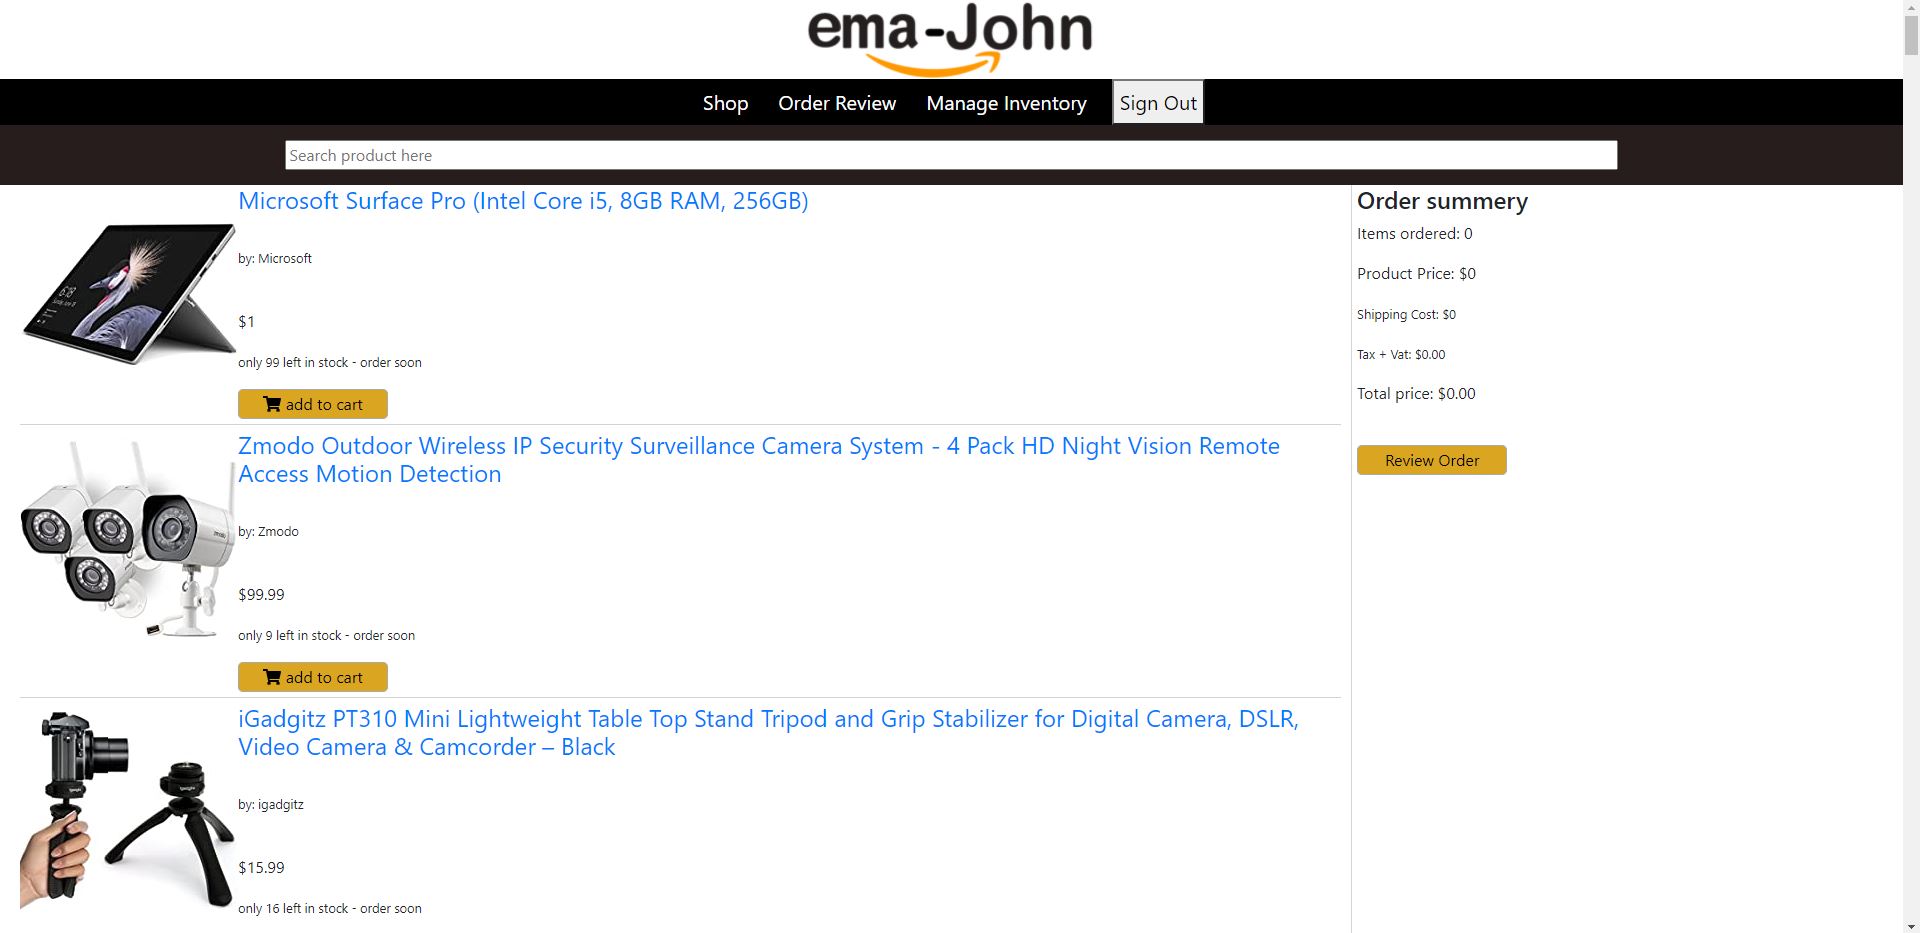 ema-John
Shop Order Review Manage Inventory Sign Out
Search product here
Microsoft Surface Pro (Intel Core i5, 8GB RAM, 256GB)
by: Microsoft
$1
only 99 left in stock - order soon
add to cart
Zmodo Outdoor Wireless IP Security Surveillance Camera System - 4 Pack HD Night Vision Remote
Access Motion Detection
by: Zmodo
$99.99
only 9 left in stock - order soon
add to cart
iGadgitz PT310 Mini Lightweight Table Top Stand Tripod and Grip Stabilizer for Digital Camera, DSLR,
Video Camera & Camcorder – Black
by: igadgitz
$15.99
only 16 left in stock - order soon
Order summery
Items ordered: 0
Product Price: $0
Shipping Cost: $0
Tax + Vat: $0.00
Total price: $0.00
Review Order